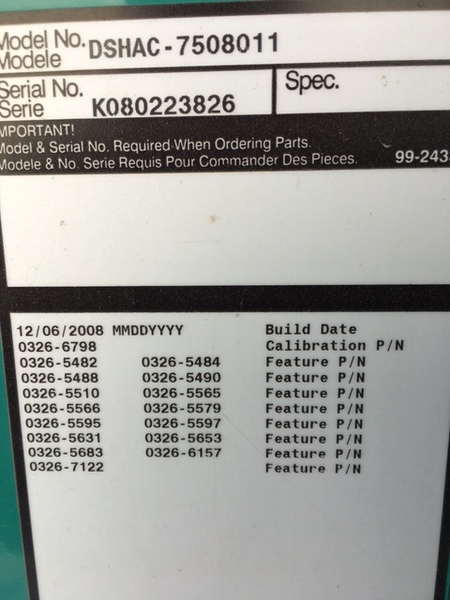 Model No. DSHAC-7508011
Modele
Serial No. K080223826
Serie
Spec.
IMPORTANT!
Model & Serial No. Required When Ordering Parts.
Modele & No. Serie Requis Pour Commander Des Pieces. 99-243
12/06/2008 MMDDYYYY Build Date
0326-6798 Calibration P/N
0326-5482 0326-5484 Feature P/N
0326-5488 0326-5490 Feature P/N
0326-5510 0326-5565 Feature P/N
0326-5566 0326-5579 Feature P/N
0326-5595 0326-5597 Feature P/N
0326-5631 0326-5653 Feature P/N
0326-5683 0326-6157 Feature P/N
0326-7122 Feature P/N